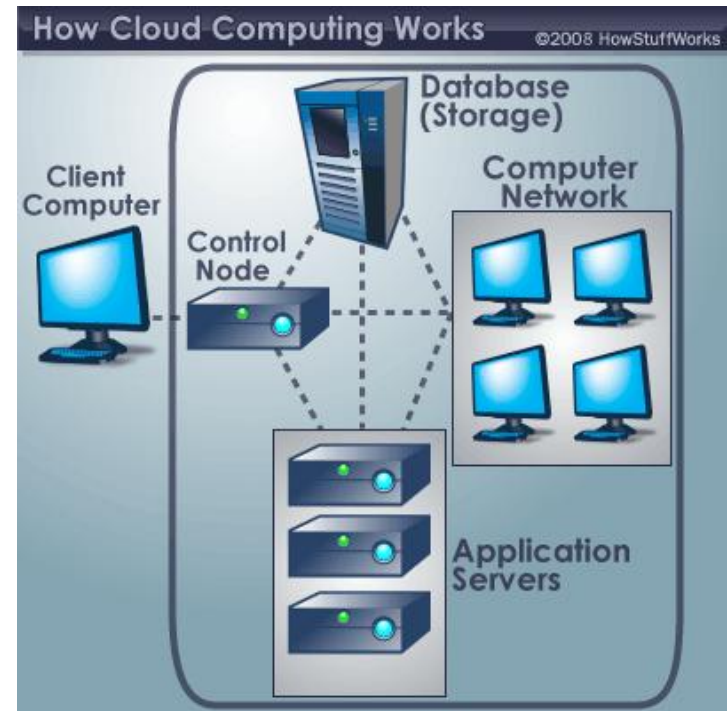 How Cloud Computing Works
©2008 HowStuffWorks
Database
(Storage)
Client
Computer
Computer
Network
Control
Node
Application
Servers